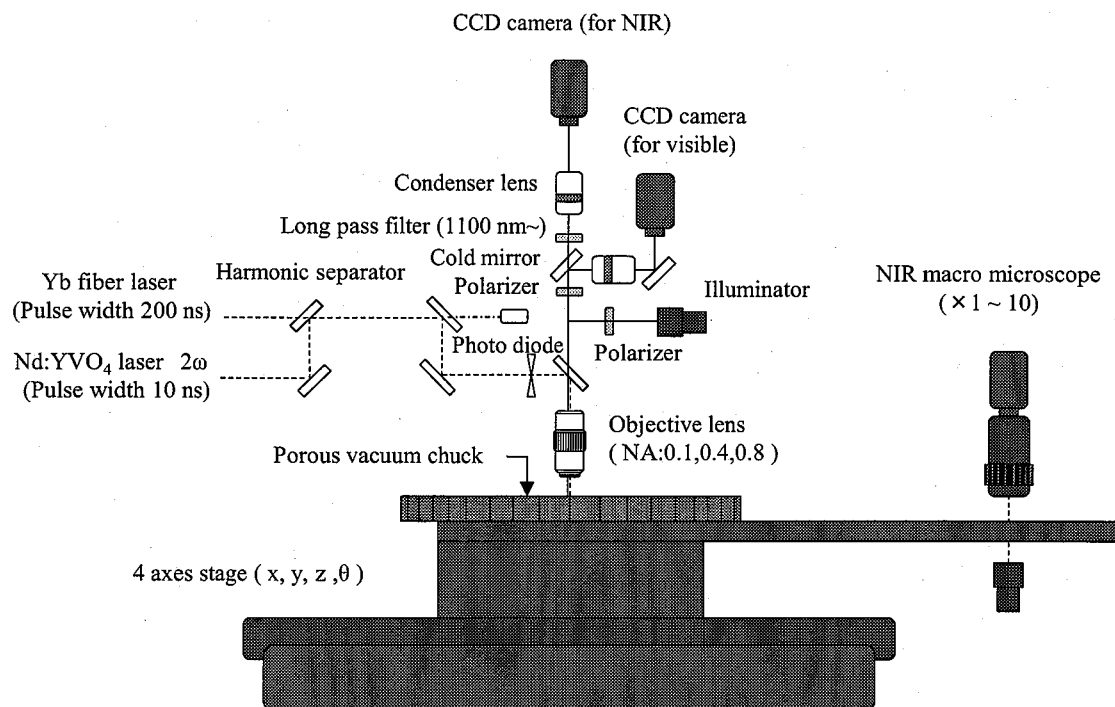 CCD camera (for NIR)
CCD camera
(for visible)
Condenser lens
Long pass filter (1100 nm~)
Cold mirror
Polarizer
Yb fiber laser
(Pulse width 200 ns)
Harmonic separator
Illuminator
NIR macro microscope
(×1 ~ 10)
Nd:YVO₄ laser 2ω
(Pulse width 10 ns)
Photo diode
Polarizer
Objective lens
( NA:0.1,0.4,0.8 )
Porous vacuum chuck
4 axes stage ( x, y, z ,θ )